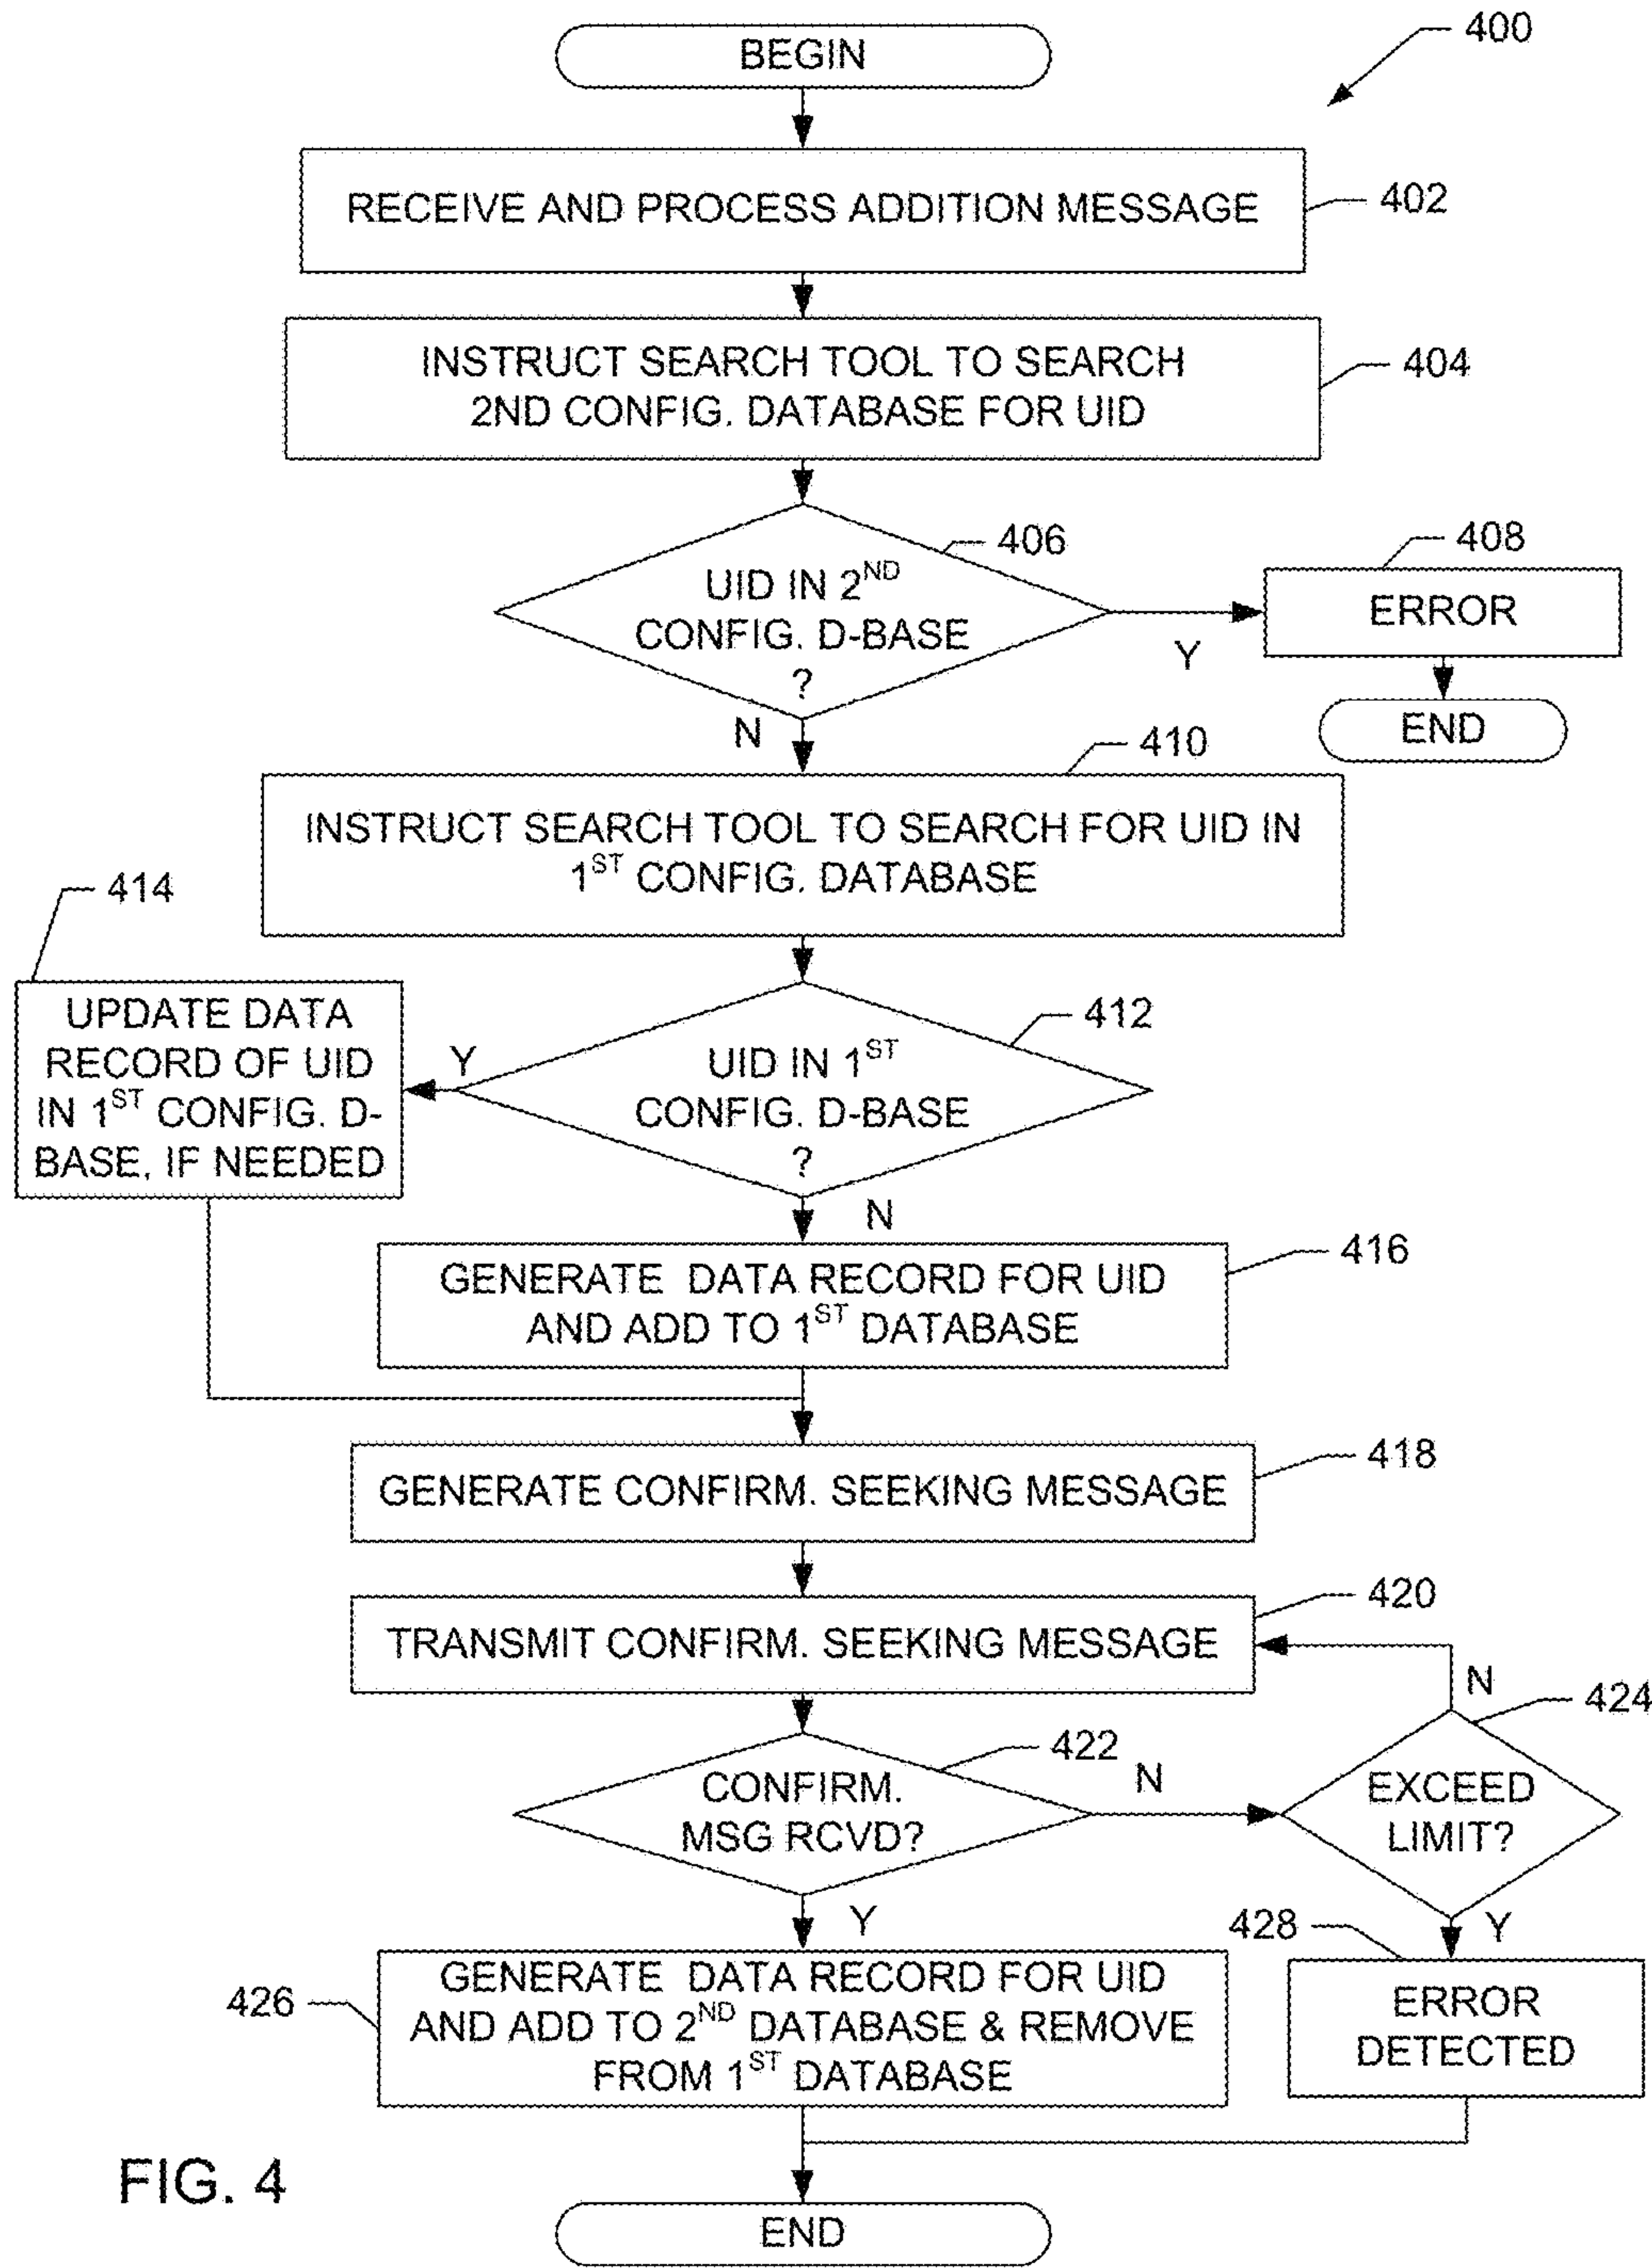 BEGIN
400
RECEIVE AND PROCESS ADDITION MESSAGE
402
INSTRUCT SEARCH TOOL TO SEARCH
2ND CONFIG. DATABASE FOR UID
404
406
UID IN 2ND
CONFIG. D-BASE
?
Y
N
408
ERROR
END
410
INSTRUCT SEARCH TOOL TO SEARCH FOR UID IN
1ST CONFIG. DATABASE
414
UPDATE DATA
RECORD OF UID
IN 1ST CONFIG. D-
BASE, IF NEEDED
Y
412
UID IN 1ST
CONFIG. D-BASE
?
N
416
GENERATE DATA RECORD FOR UID
AND ADD TO 1ST DATABASE
418
GENERATE CONFIRM. SEEKING MESSAGE
420
TRANSMIT CONFIRM. SEEKING MESSAGE
N
424
422
CONFIRM.
MSG RCVD?
N
EXCEED
LIMIT?
Y
Y
428
426
GENERATE DATA RECORD FOR UID
AND ADD TO 2ND DATABASE & REMOVE
FROM 1ST DATABASE
ERROR
DETECTED
FIG. 4
END